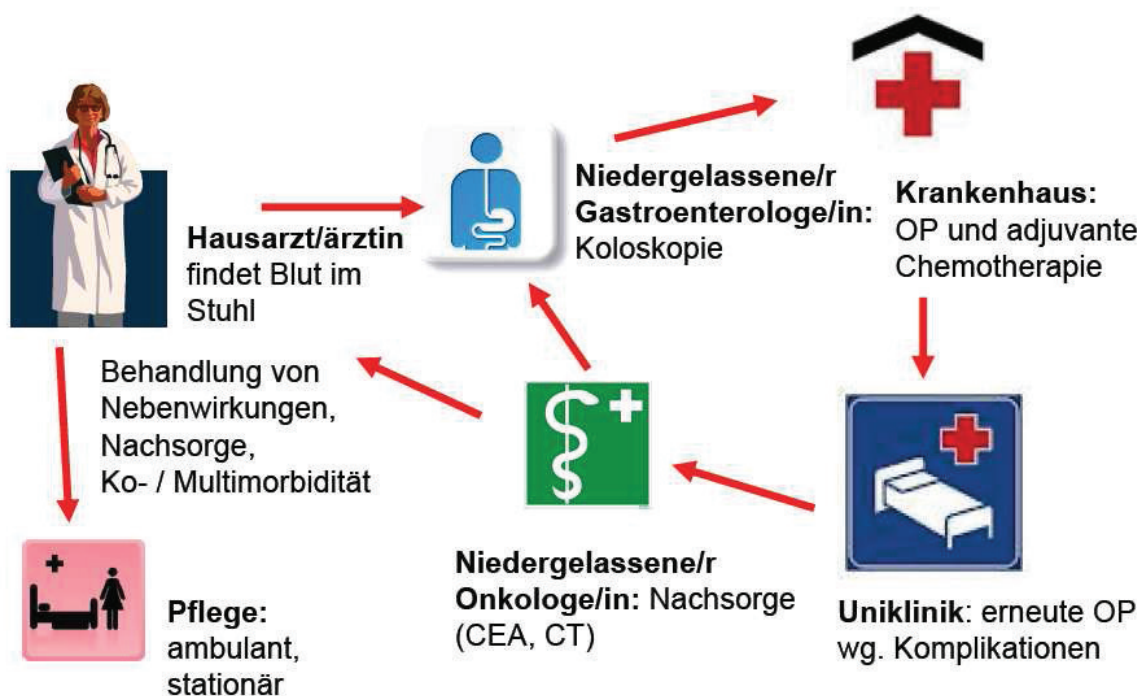 Hausarzt/ärztin
findet Blut im
Stuhl
Niedergelassene/r
Gastroenterologe/in:
Koloskopie
Krankenhaus:
OP und adjuvante
Chemotherapie
Uniklinik: erneute OP
wg. Komplikationen
Niedergelassene/r
Onkologe/in: Nachsorge
(CEA, CT)
Behandlung von
Nebenwirkungen,
Nachsorge,
Ko- / Multimorbidität
Pflege:
ambulant,
stationär